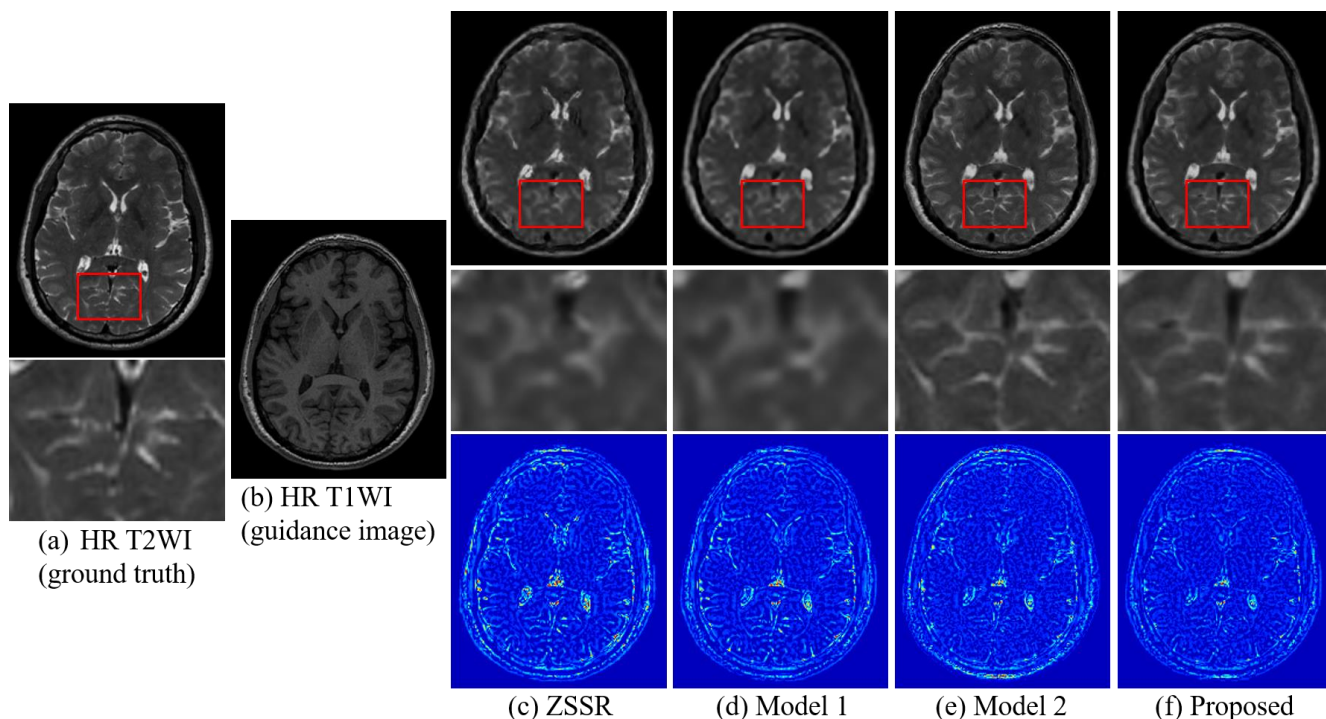 (a) HR T2WI
(ground truth)
(b) HR T1WI
(guidance image)
(c) ZSSR
(d) Model 1
(e) Model 2
(f) Proposed